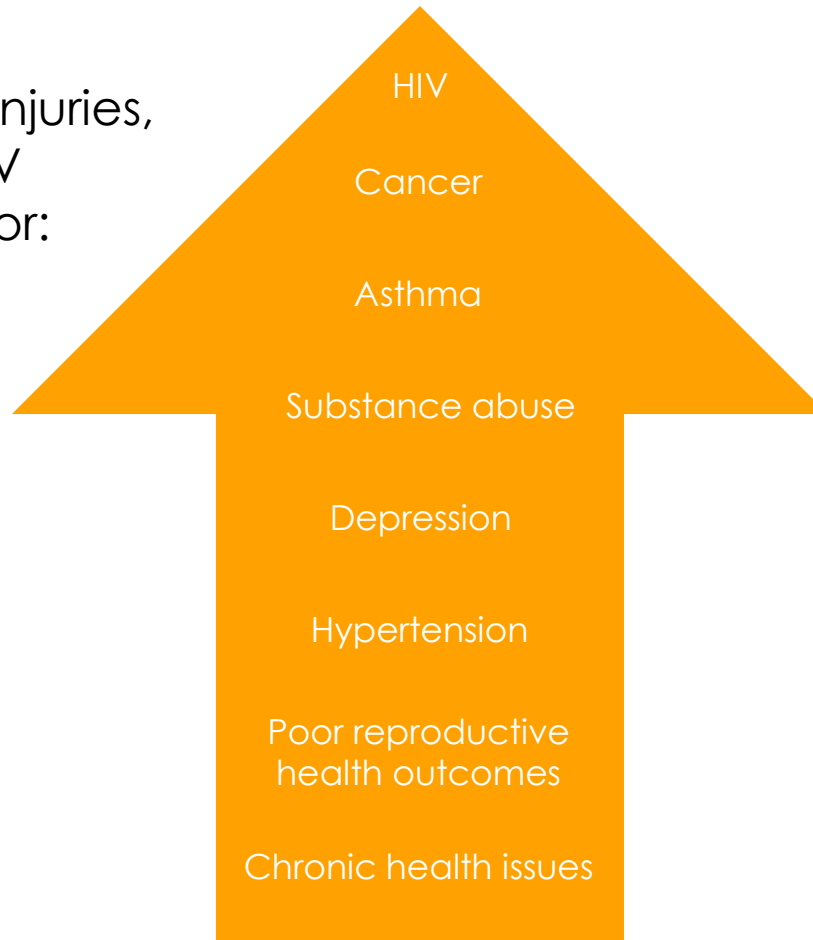 njuries,
V
or:
HIV
Cancer
Asthma
Substance abuse
Depression
Hypertension
Poor reproductive
health outcomes
Chronic health issues